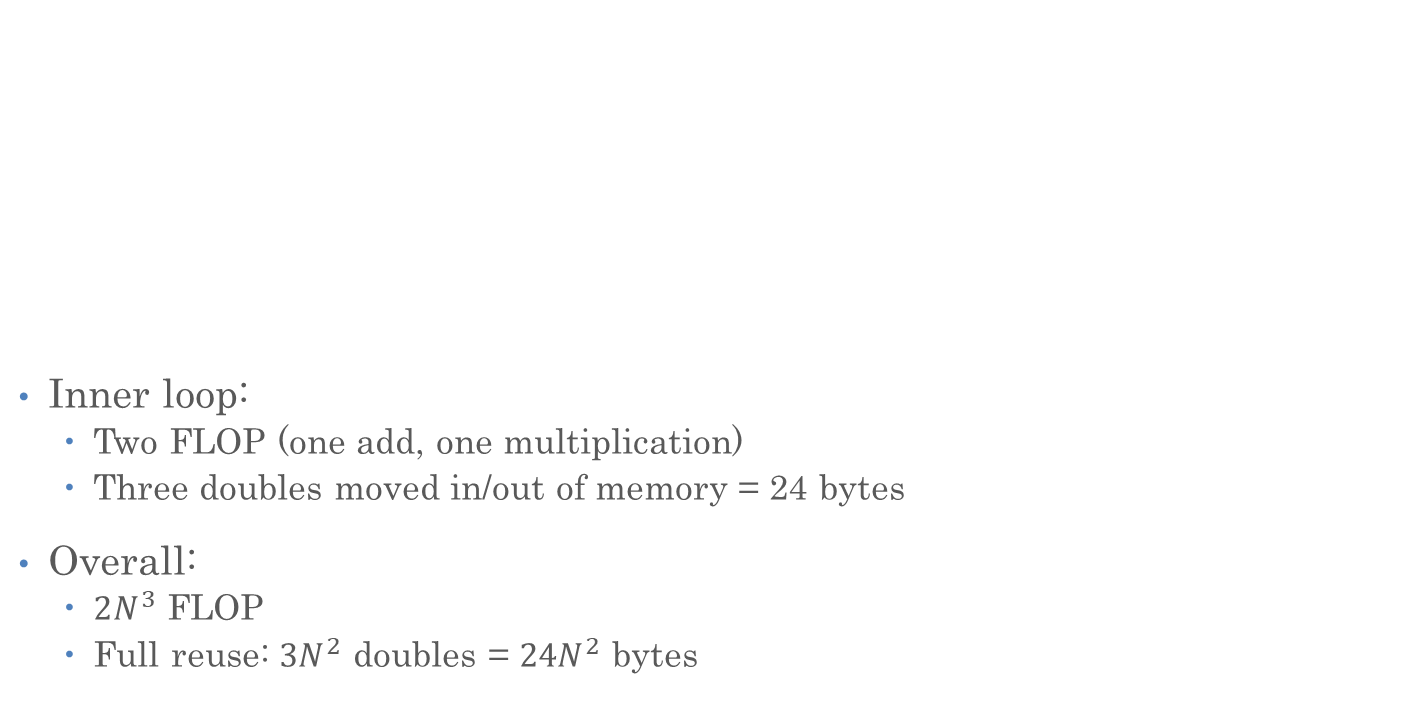 • Inner loop:
• Two FLOP (one add, one multiplication)
• Three doubles moved in/out of memory = 24 bytes
• Overall:
• 2N³ FLOP
• Full reuse: 3N² doubles = 24N² bytes